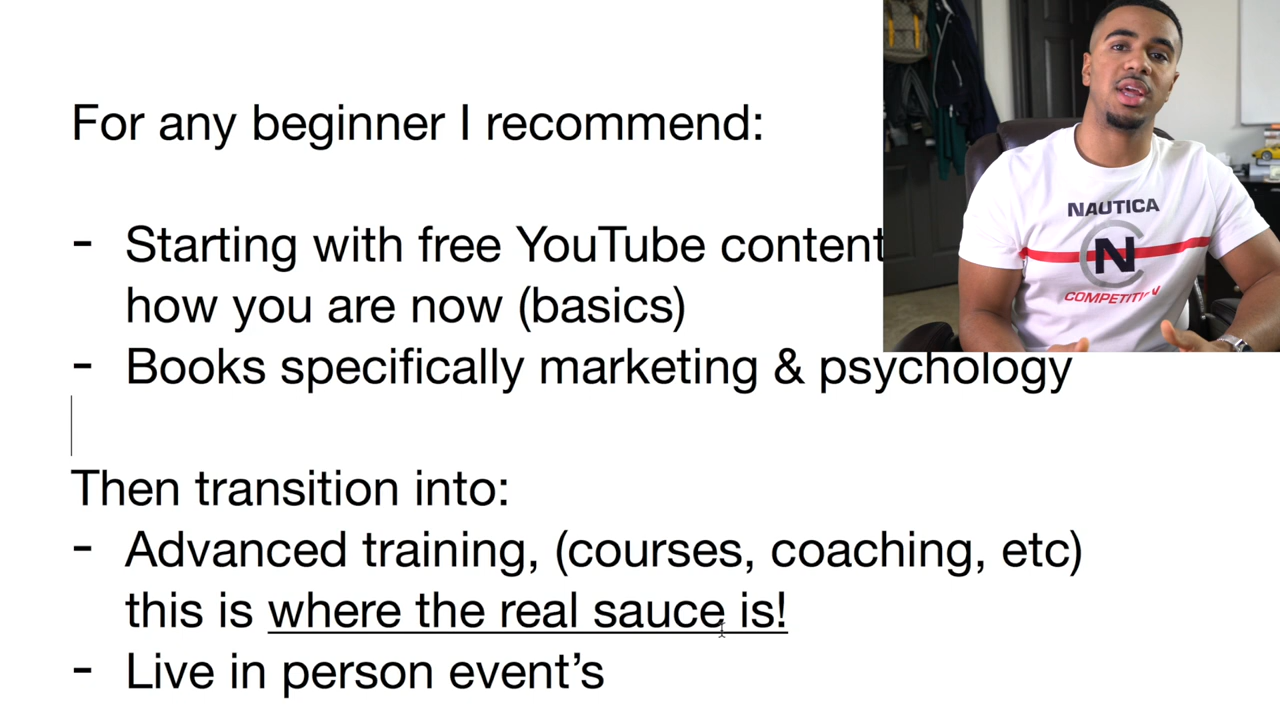 For any beginner I recommend:
- Starting with free YouTube content
how you are now (basics)
- Books specifically marketing & psychology
Then transition into:
- Advanced training, (courses, coaching, etc)
this is where the real sauce is!
- Live in person event's
NAUTICA
N
COMPETITION